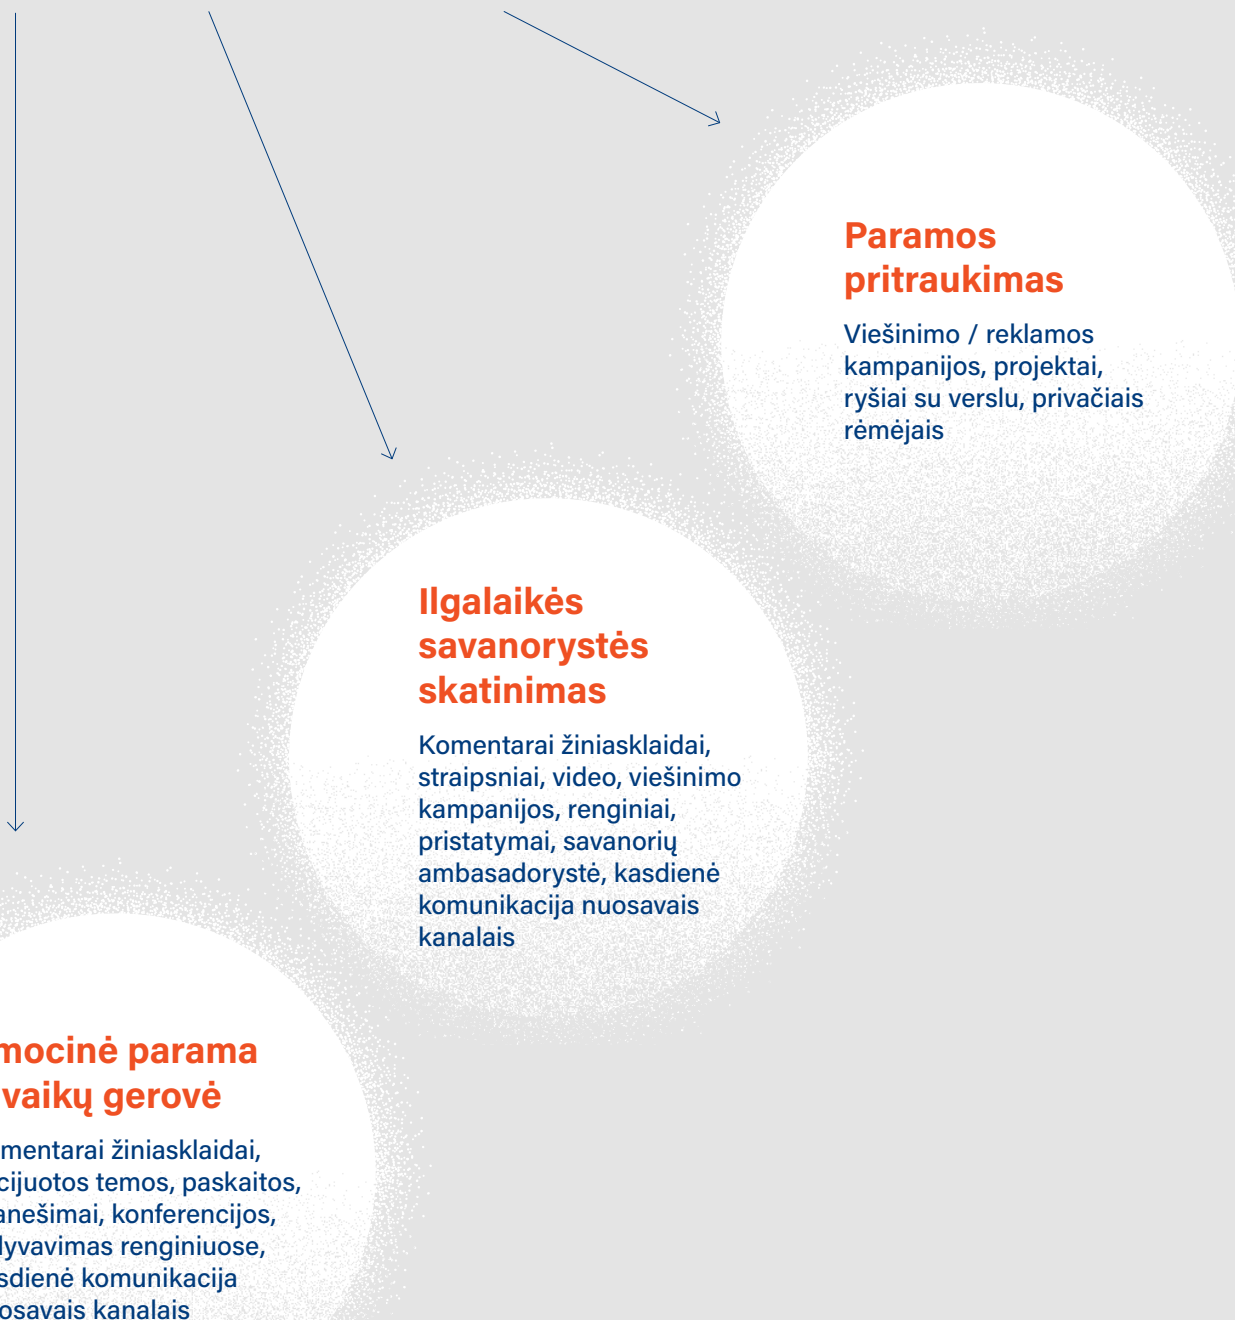 Paramos
pritraukimas
Viešinimo / reklamos
kampanijos, projektai,
ryšiai su verslu, privačiais
rėmėjais
Ilgalaikės
savanorystės
skatinimas
Komentarai žiniasklaidai,
straipsniai, video, viešinimo
kampanijos, renginiai,
pristatymai, savanorių
ambasadorystė, kasdienė
komunikacija nuosavais
kanalais
mocinė parama
vaikų gerovė
mentarai žiniasklaidai,
cijuotos temos, paskaitos,
anešimai, konferencijos,
lyvavimas renginiuose,
sdienė komunikacija
osavais kanalais